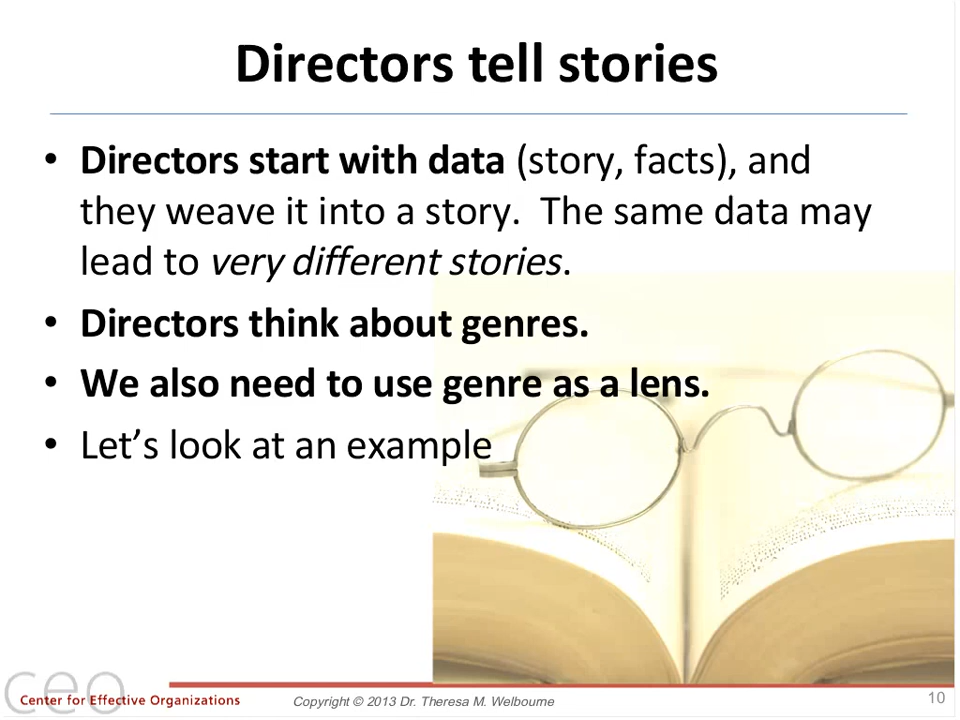 Directors tell stories
• Directors start with data (story, facts), and
they weave it into a story.  The same data may
lead to very different stories.
• Directors think about genres.
• We also need to use genre as a lens.
• Let’s look at an example
ceo
Center for Effective Organizations
Copyright © 2013 Dr. Theresa M. Welbourne
10